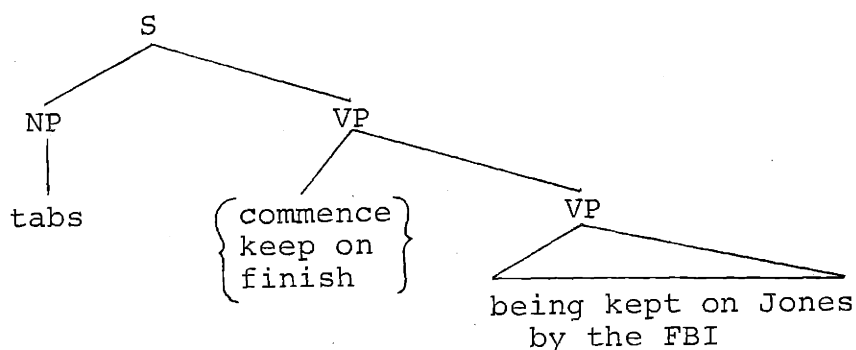 S
NP
VP
tabs
commence
keep on
finish
VP
being kept on Jones
by the FBI